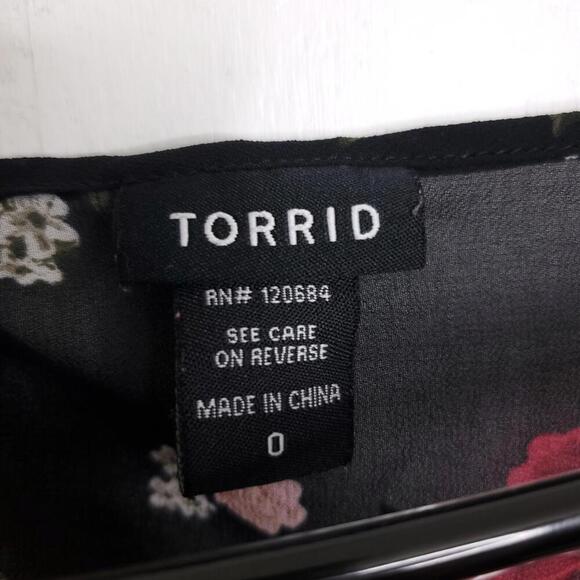 TORRID
RN# 120684
SEE CARE
ON REVERSE
MADE IN CHINA
0